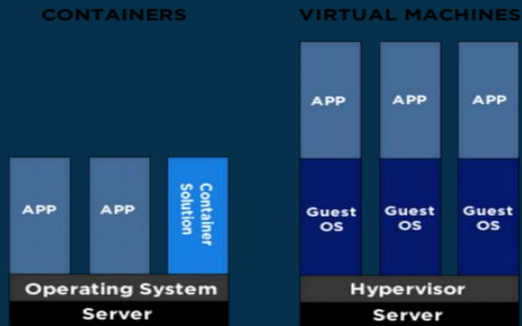 CONTAINERS
APP
APP
Container
Solution
Operating System
Server
VIRTUAL MACHINES
APP
APP
APP
Guest
OS
Guest
OS
Guest
OS
Hypervisor
Server